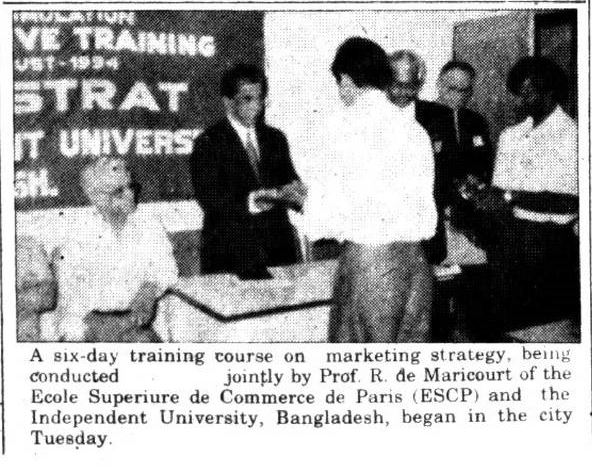 VE TRAINING
UST-1994
STRAT
T UNIVERS
SH.
A six-day training course on marketing strategy, being
conducted jointly by Prof. R. de Maricourt of the
Ecole Superiure de Commerce de Paris (ESCP) and the
Independent University, Bangladesh, began in the city
Tuesday.